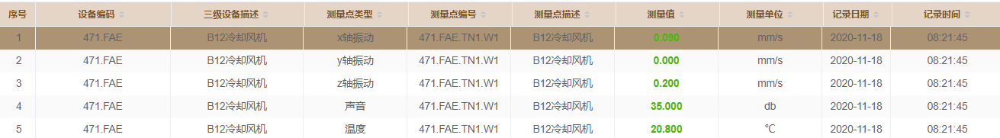 序号 设备编码 三级设备描述 测量点类型 测量点编号 测量点描述 测量值 测量单位 记录日期 记录时间
1 471.FAE B12冷却风机 x轴振动 471.FAE.TN1.W1 B12冷却风机 0.090 mm/s 2020-11-18 08:21:45
2 471.FAE B12冷却风机 y轴振动 471.FAE.TN1.W1 B12冷却风机 0.000 mm/s 2020-11-18 08:21:45
3 471.FAE B12冷却风机 z轴振动 471.FAE.TN1.W1 B12冷却风机 0.200 mm/s 2020-11-18 08:21:45
4 471.FAE B12冷却风机 声音 471.FAE.TN1.W1 B12冷却风机 35.000 db 2020-11-18 08:21:45
5 471.FAE B12冷却风机 温度 471.FAE.TN1.W1 B12冷却风机 20.800 ℃ 2020-11-18 08:21:45